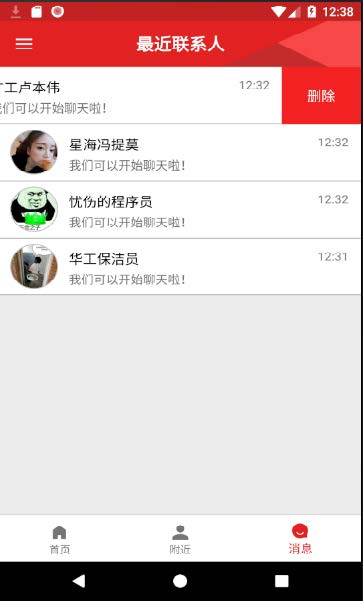 12:38
最近联系人
工卢本伟
12:32
们可以开始聊天啦！
删除
星海冯提莫
12:32
我们可以开始聊天啦！
忧伤的程序员
12:32
我们可以开始聊天啦！
华工保洁员
12:31
我们可以开始聊天啦！
首页
附近
消息